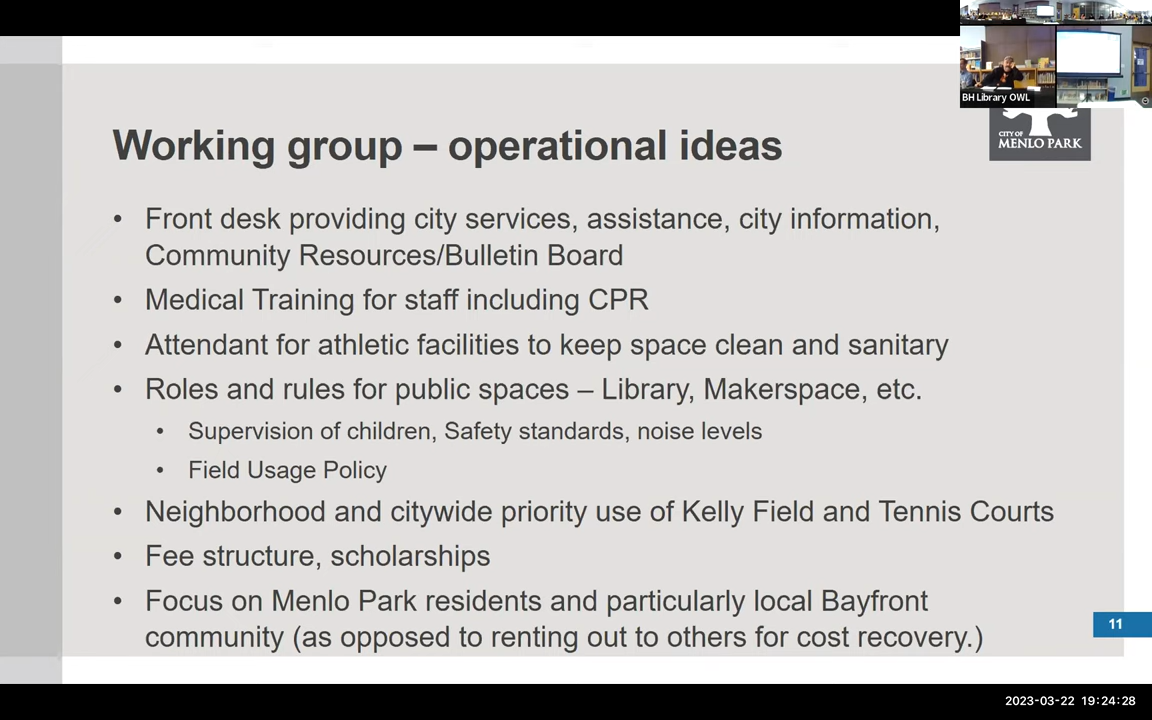 BH Library OWL
CITY OF
MENLO PARK
Working group – operational ideas
• Front desk providing city services, assistance, city information,
Community Resources/Bulletin Board
• Medical Training for staff including CPR
• Attendant for athletic facilities to keep space clean and sanitary
• Roles and rules for public spaces – Library, Makerspace, etc.
• Supervision of children, Safety standards, noise levels
• Field Usage Policy
• Neighborhood and citywide priority use of Kelly Field and Tennis Courts
• Fee structure, scholarships
• Focus on Menlo Park residents and particularly local Bayfront
community (as opposed to renting out to others for cost recovery.)
11
2023-03-22 19:24:28